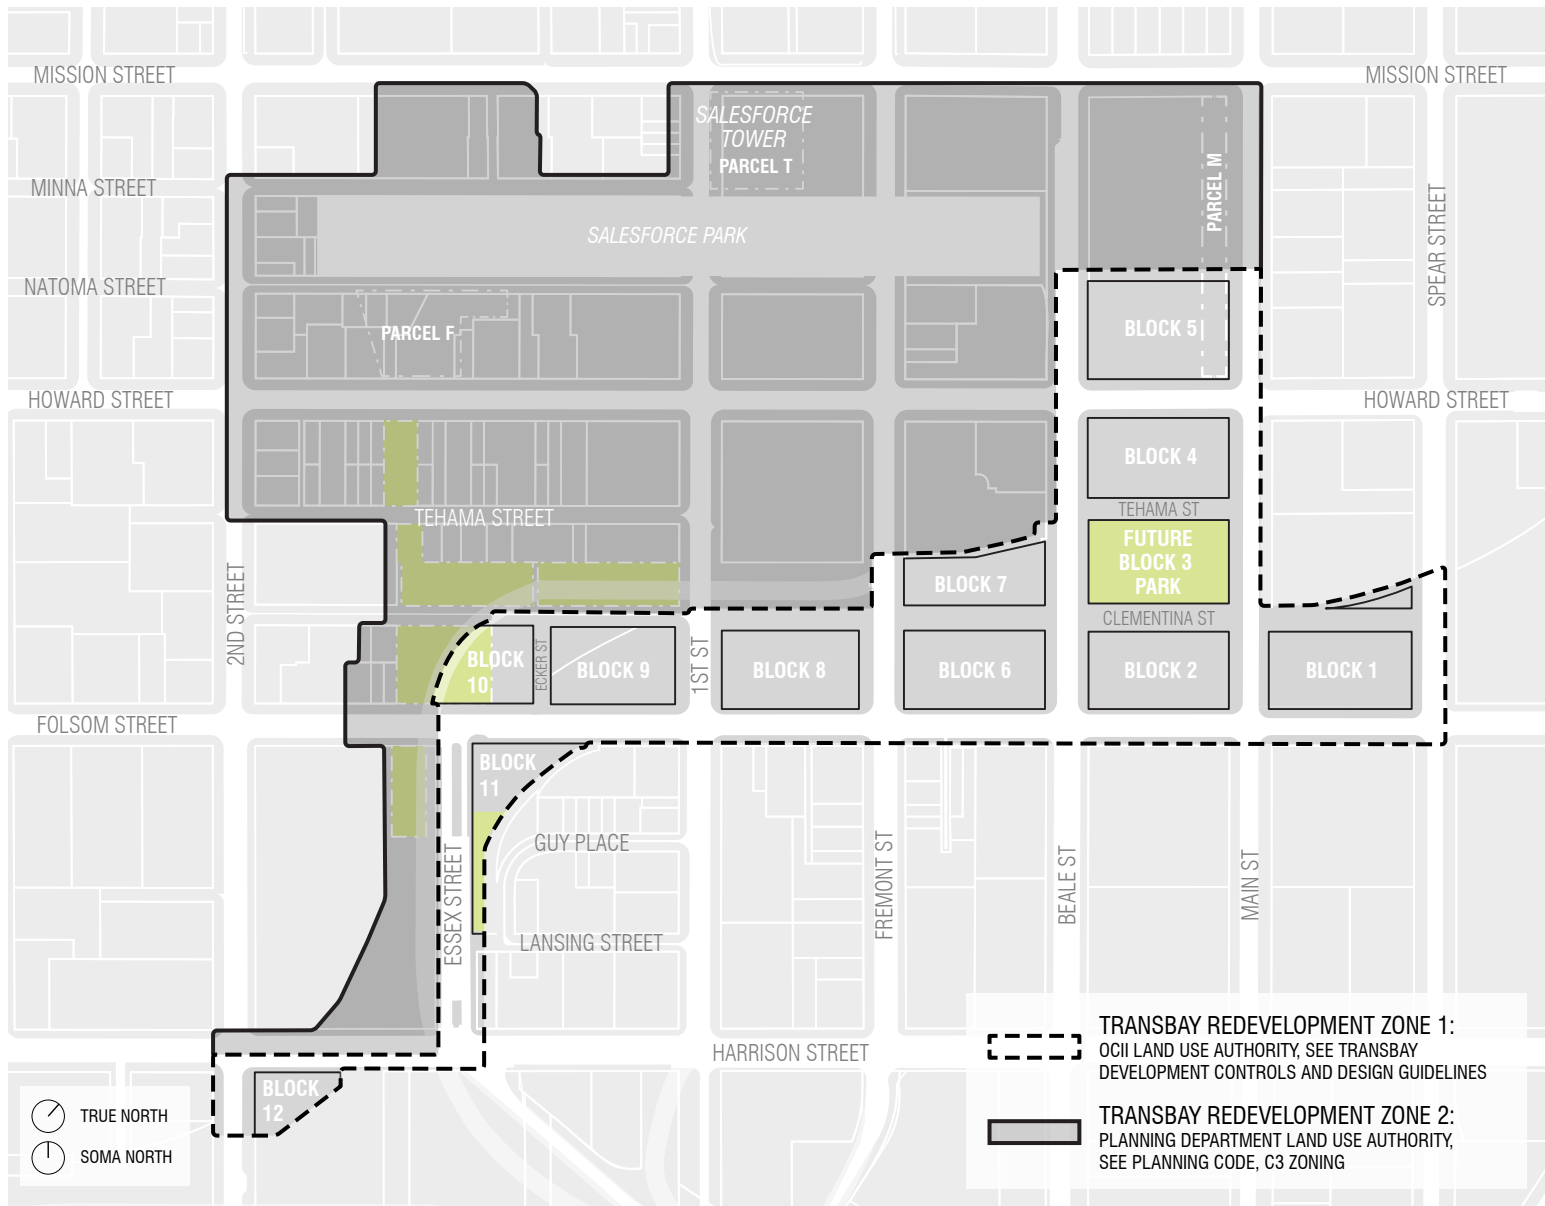 MISSION STREET
MISSION STREET
SALESFORCE
TOWER
PARCEL T
PARCEL M
MINNA STREET
SPEAR STREET
SALESFORCE PARK
NATOMA STREET
PARCEL F
BLOCK 5
HOWARD STREET
HOWARD STREET
BLOCK 4
TEHAMA STREET
TEHAMA ST
FUTURE
BLOCK 3
PARK
BLOCK 7
CLEMENTINA ST
2ND STREET
BLOCK
10
ECKER ST
BLOCK 9
1ST ST
BLOCK 8
BLOCK 6
BLOCK 2
BLOCK 1
FOLSOM STREET
BLOCK
11
GUY PLACE
ESSEX STREET
FREMONT ST
BEALE ST
MAIN ST
LANSING STREET
HARRISON STREET
BLOCK
12
TRUE NORTH
SOMA NORTH
TRANSBAY REDEVELOPMENT ZONE 1:
OCII LAND USE AUTHORITY, SEE TRANSBAY
DEVELOPMENT CONTROLS AND DESIGN GUIDELINES
TRANSBAY REDEVELOPMENT ZONE 2:
PLANNING DEPARTMENT LAND USE AUTHORITY,
SEE PLANNING CODE, C3 ZONING